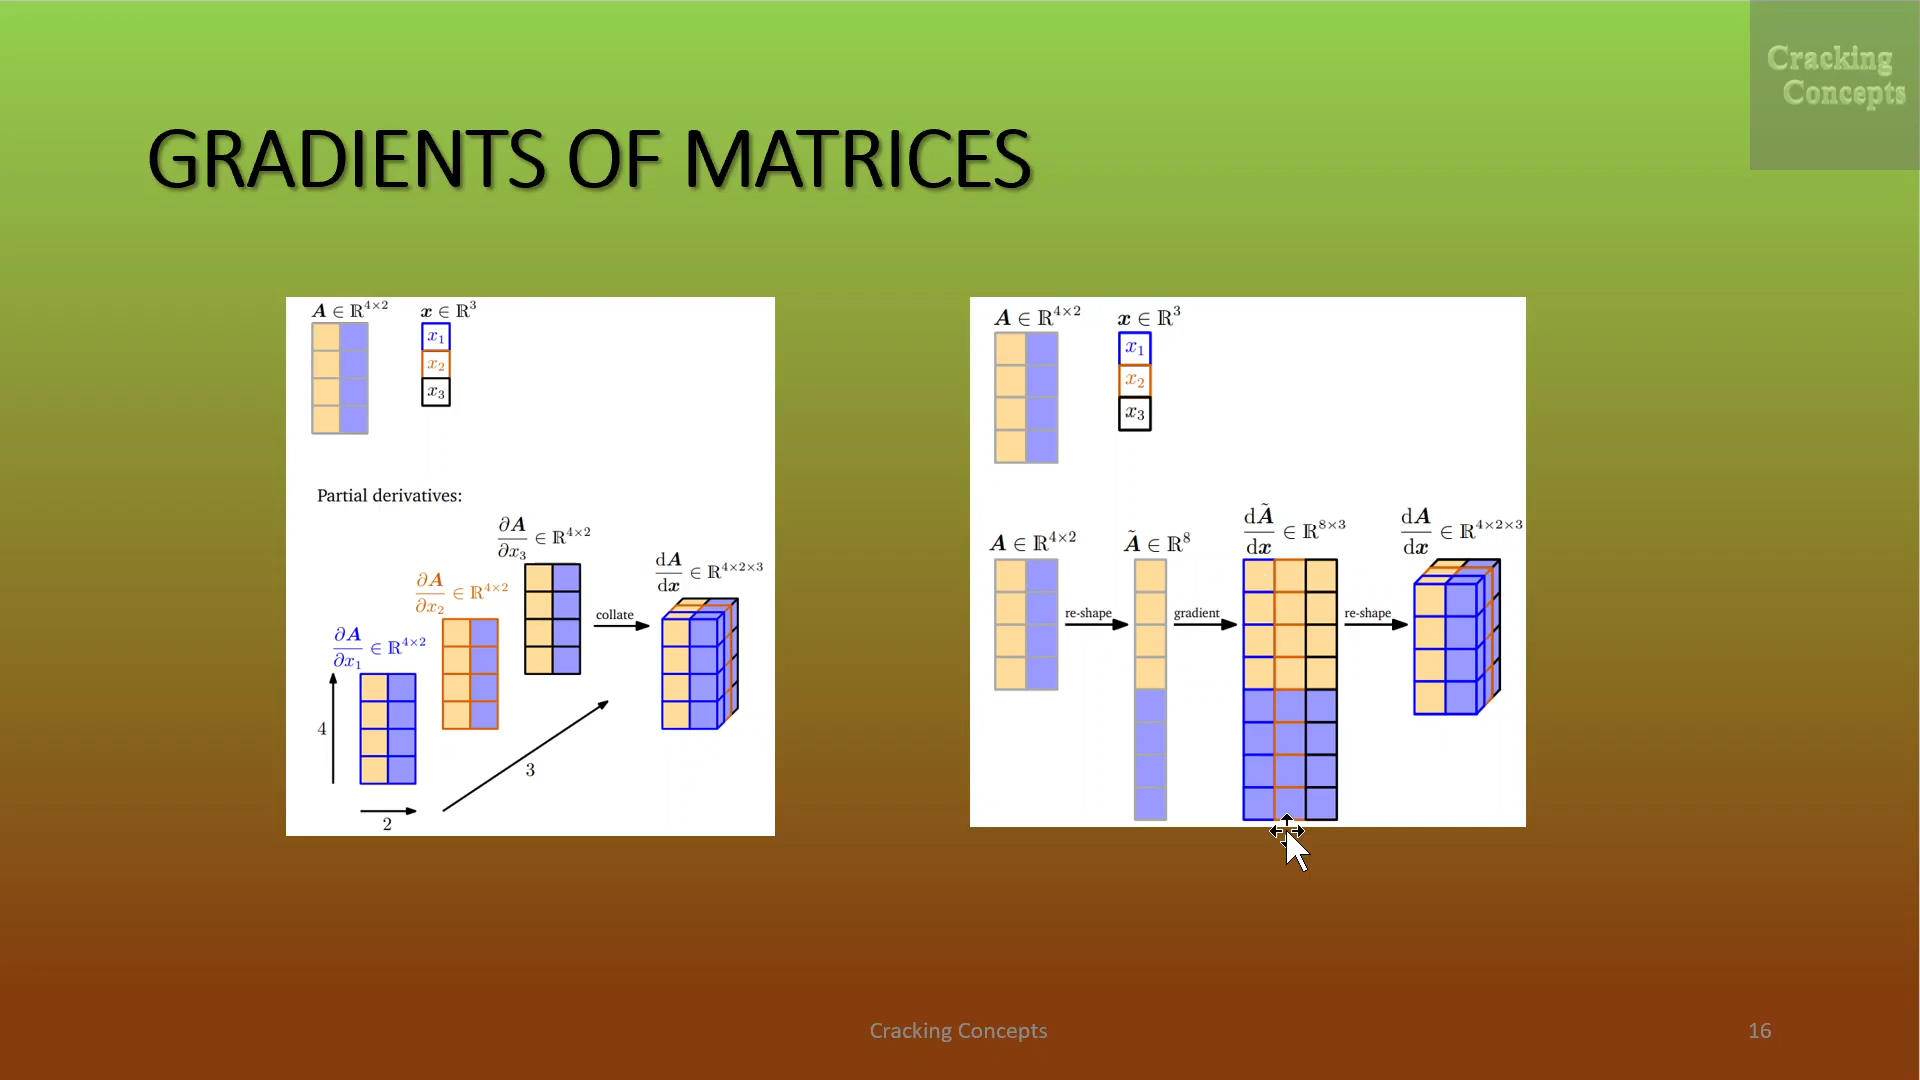 Cracking
Concepts
GRADIENTS OF MATRICES
A ∈ ℝ^{4×2} x ∈ ℝ^3
x_1
x_2
x_3
Partial derivatives:
∂A/∂x_3 ∈ ℝ^{4×2}
dA/dx ∈ ℝ^{4×2×3}
∂A/∂x_2 ∈ ℝ^{4×2}
collate
∂A/∂x_1 ∈ ℝ^{4×2}
4
3
2
A ∈ ℝ^{4×2} x ∈ ℝ^3
x_1
x_2
x_3
A ∈ ℝ^{4×2} Ã ∈ ℝ^8 dÃ/dx ∈ ℝ^{8×3} dA/dx ∈ ℝ^{4×2×3}
re-shape gradient re-shape
Cracking Concepts 16